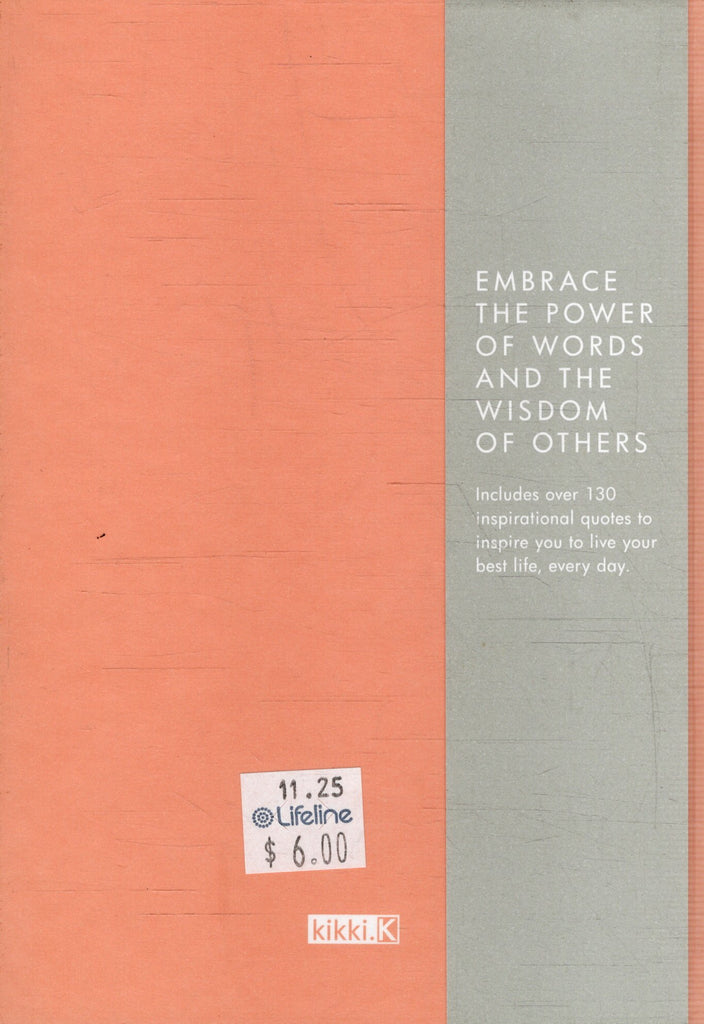 EMBRACE
THE POWER
OF WORDS
AND THE
WISDOM
OF OTHERS
Includes over 130
inspirational quotes to
inspire you to live your
best life, every day.
11.25
Lifeline
$ 6.00
kikki.K